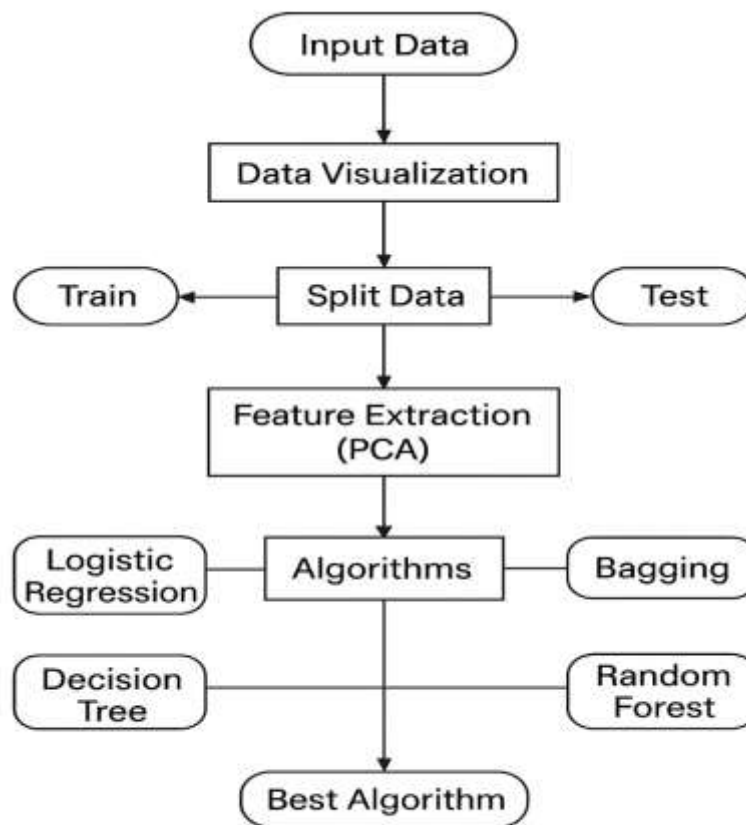 Input Data
Data Visualization
Train
Split Data
Test
Feature Extraction
(PCA)
Logistic
Regression
Algorithms
Bagging
Decision
Tree
Random
Forest
Best Algorithm